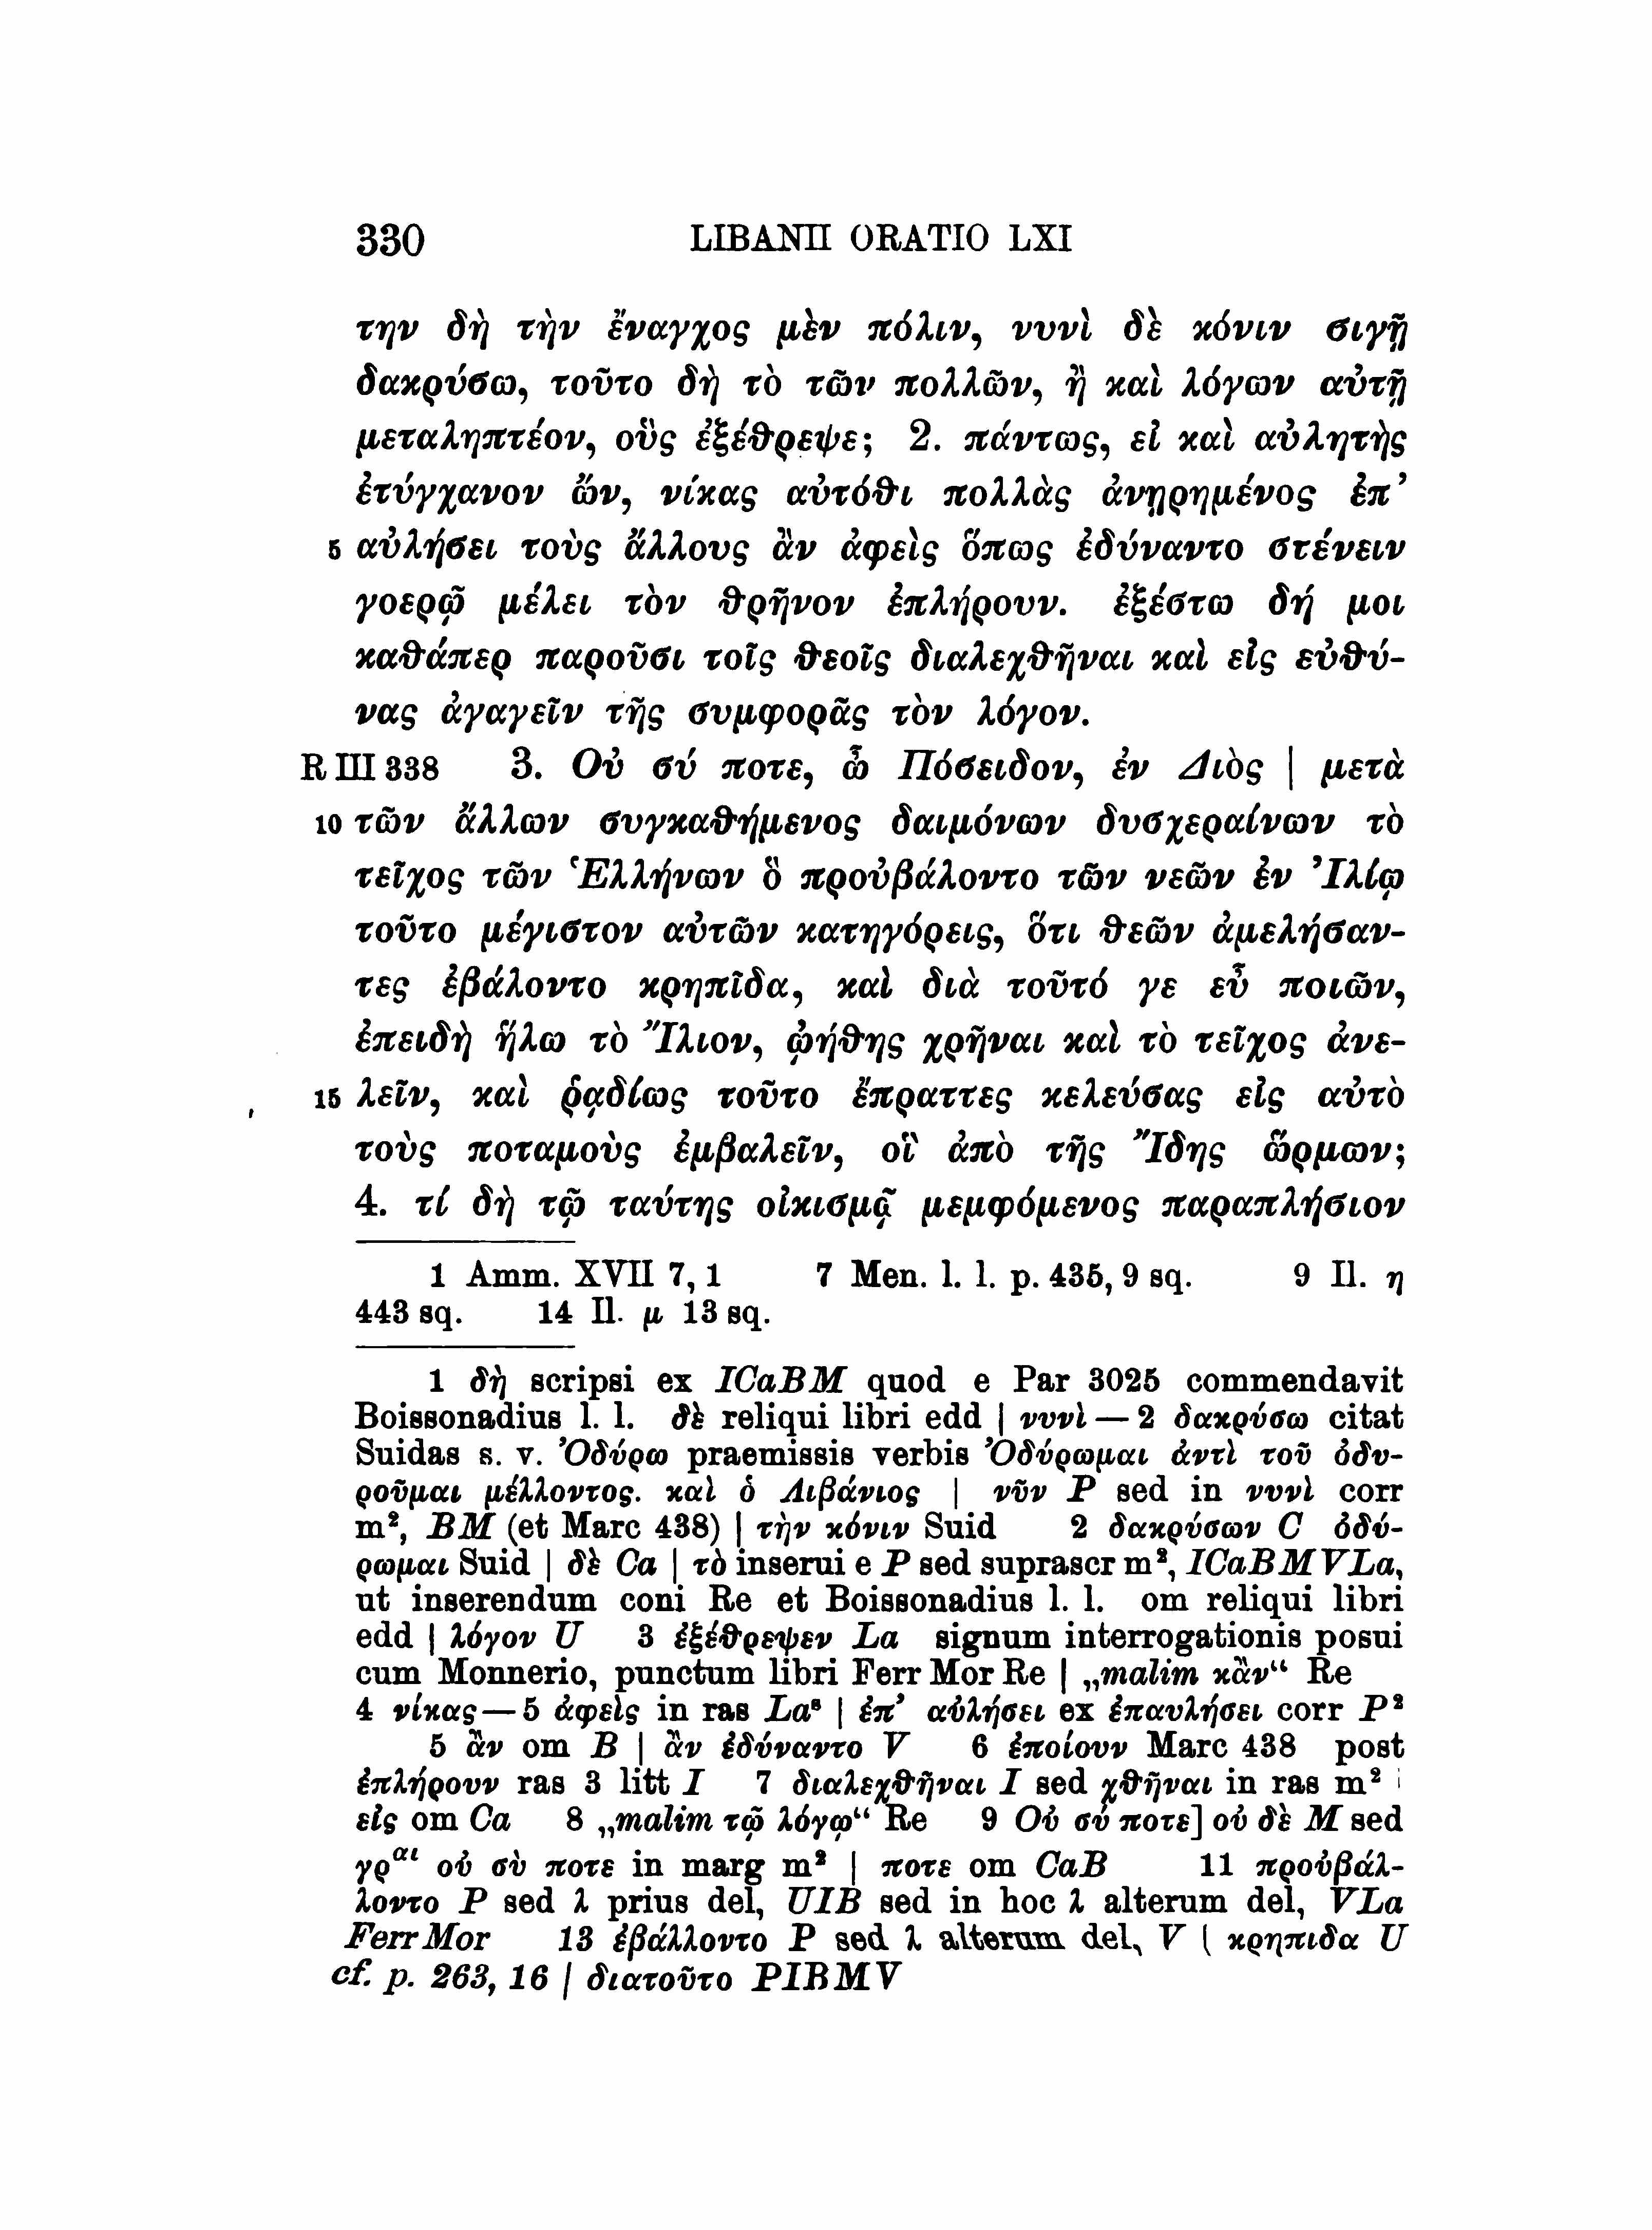 330 LIBANII ORATIO LXI
την δὴ τὴν ἔναγχος μὲν πόλιν, νυνὶ δὲ κόνιν σιγῇ
δακρύσω, τοῦτο δὴ τὸ τῶν πολλῶν, ἢ καὶ λόγων αὐτῇ
μεταληπτέον, οὓς ἐξέθρεψε; 2. πάντως, εἰ καὶ αὐλητὴς
ἐτύγχανον ὤν, νίκας αὐτόθι πολλὰς ἀνῃρημένος ἐπ’
5 αὐλήσει τοὺς ἄλλους ἂν ἀφεὶς ὅπως ἐδύναντο στένειν
γοερῷ μέλει τὸν θρῆνον ἐπλήρουν. ἐξέστω δή μοι
καθάπερ παροῦσι τοῖς θεοῖς διαλεχθῆναι καὶ εἰς εὐθύ-
νας ἀγαγεῖν τῆς συμφορᾶς τὸν λόγον.
R III 338 3. Οὐ σύ ποτε, ὦ Πόσειδον, ἐν Διὸς | μετὰ
10 τῶν ἄλλων συγκαθήμενος δαιμόνων δυσχεραίνων τὸ
τεῖχος τῶν Ἑλλήνων ὃ προὐβάλοντο τῶν νεῶν ἐν Ἰλίῳ
τοῦτο μέγιστον αὐτῶν κατηγόρεις, ὅτι θεῶν ἀμελήσαν-
τες ἐβάλοντο κρηπῖδα, καὶ διὰ τοῦτό γε εὖ ποιῶν,
ἐπειδὴ ἥλω τὸ Ἴλιον, ᾠήθης χρῆναι καὶ τὸ τεῖχος ἀνε-
15 λεῖν, καὶ ῥᾳδίως τοῦτο ἔπραττες κελεύσας εἰς αὐτὸ
τοὺς ποταμοὺς ἐμβαλεῖν, οἳ ἀπὸ τῆς Ἴδης ὥρμων;
4. τί δὴ τῷ ταύτης οἰκισμῷ μεμφόμενος παραπλήσιον
1 Amm. XVII 7, 1 7 Men. l. l. p. 435, 9 sq. 9 Il. η
443 sq. 14 Il. μ 13 sq.
1 δὴ scripsi ex ICaBM quod e Par 3025 commendavit
Boissonadius l. l. δὲ reliqui libri edd | νυνὶ — 2 δακρύσω citat
Suidas s. v. Ὀδύρω praemissis verbis Ὀδύρωμαι ἀντὶ τοῦ ὀδυ-
ροῦμαι μέλλοντος. καὶ ὁ Λιβάνιος | νῦν P sed in νυνὶ corr
m², BM (et Marc 438) | τὴν κόνιν Suid 2 δακρύσων C ὀδύ-
ρωμαι Suid | δὲ Ca | τὸ inserui e P sed suprascr m², ICaBMVLa,
ut inserendum coni Re et Boissonadius l. l. om reliqui libri
edd | λόγον U 3 ἐξέθρεψεν La signum interrogationis posui
cum Monnerio, punctum libri Ferr Mor Re | „malim κἂν“ Re
4 νίκας — 5 ἀφεὶς in ras La⁸ | ἐπ’ αὐλήσει ex ἐπαυλήσει corr P²
5 ἂν om B | ἂν ἐδύναντο V 6 ἐποίουν Marc 438 post
ἐπλήρουν ras 3 litt I 7 διαλεχθῆναι I sed χθῆναι in ras m² |
εἰς om Ca 8 „malim τῷ λόγῳ“ Re 9 Οὐ σύ ποτε] οὐ δὲ M sed
γρᵅᶦ οὐ σὺ ποτε in marg m² | ποτε om CaB 11 προὐβάλ-
λοντο P sed λ prius del, UIB sed in hoc λ alterum del, VLa
Ferr Mor 13 ἐβάλλοντο P sed λ alterum del, V | κρηπιδα U
cf. p. 263, 16 | διατοῦτο PIBMV